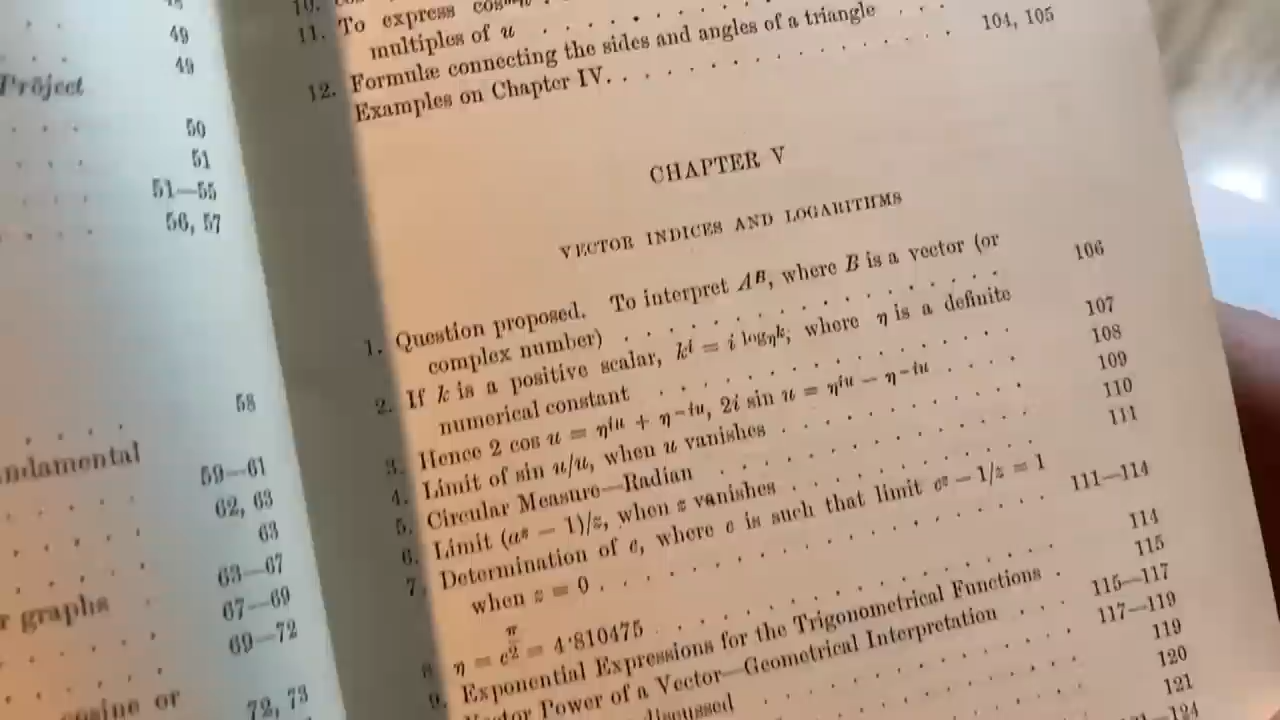 49
49
Project
50
51
51—55
56, 57
58
ndamental
59—61
62, 63
63
63—67
r graphs
67—69
69—72
cosine or
72, 73
10.
11. To express
multiples of u
12. Formulæ connecting the sides and angles of a triangle
Examples on Chapter IV. 104, 105
CHAPTER V
VECTOR INDICES AND LOGARITHMS
1. Question proposed. To interpret A^B, where B is a vector (or
complex number) 106
2. If k is a positive scalar, k^i = i^{log_η k}, where η is a definite
numerical constant 107
3. Hence 2 cos u = η^{iu} + η^{-iu}, 2i sin u = η^{iu} − η^{-iu} 108
4. Limit of sin u/u, when u vanishes 109
5. Circular Measure—Radian 110
6. Limit (a^z − 1)/z, when z vanishes 111
7. Determination of e, where e is such that limit e^z − 1/z = 1
when z = 0 111—114
8. η = e^{π/2} = 4·810475 114
9. Exponential Expressions for the Trigonometrical Functions 115
Vector Power of a Vector—Geometrical Interpretation 115—117
discussed 117—119
119
120
121